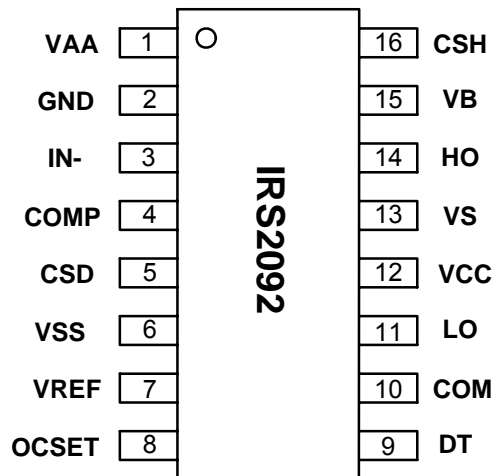 VAA 1 16 CSH
GND 2 15 VB
IN- 3 14 HO
COMP 4 13 VS
CSD 5 12 VCC
VSS 6 11 LO
VREF 7 10 COM
OCSET 8 9 DT
IRS2092